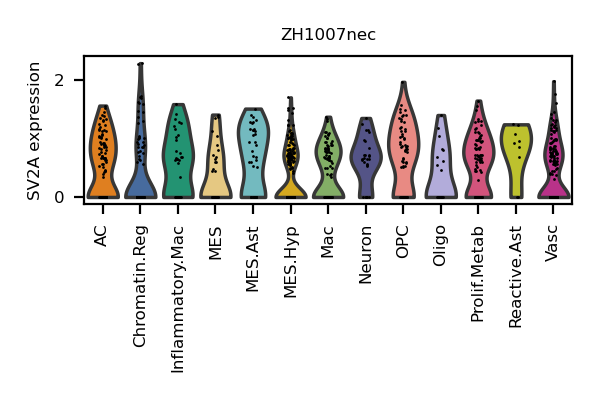 ZH1007nec
SV2A expression
2
0
AC
Chromatin.Reg
Inflammatory.Mac
MES
MES.Ast
MES.Hyp
Mac
Neuron
OPC
Oligo
Prolif.Metab
Reactive.Ast
Vasc